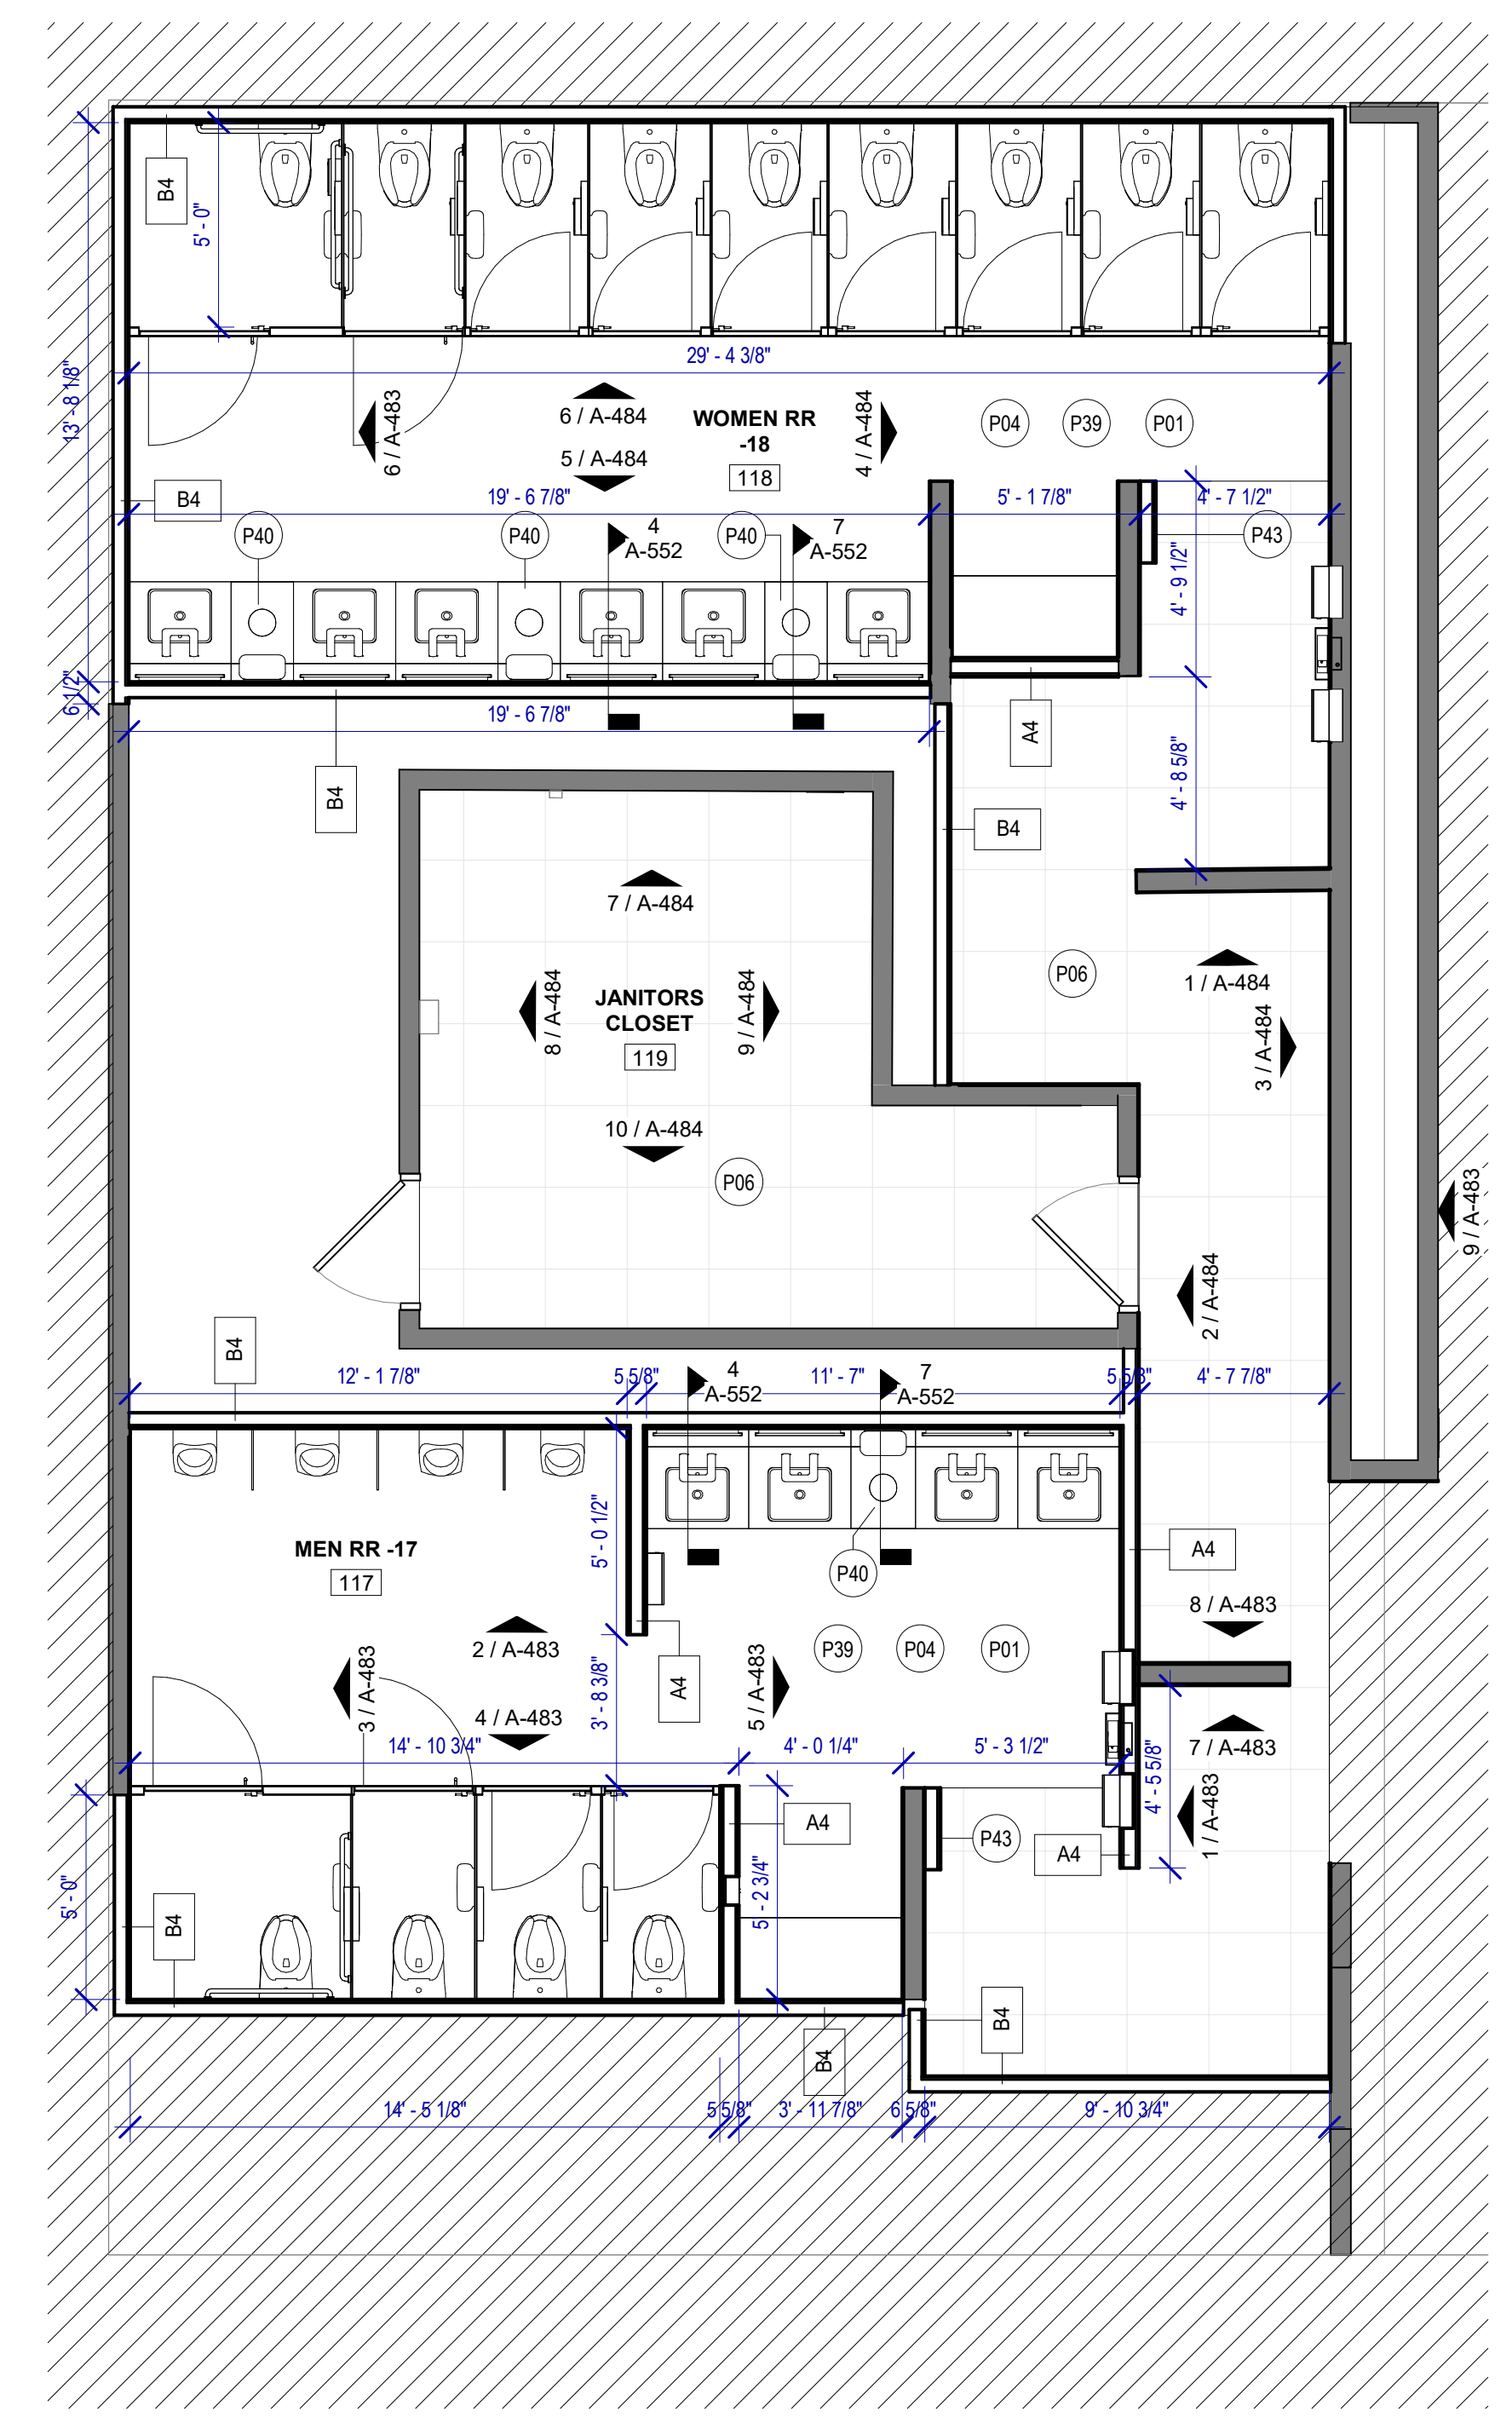 B4
5' - 0"
13' - 8 1/8"
29' - 4 3/8"
6 / A-483
6 / A-484
5 / A-484
WOMEN RR
-18
118
4 / A-484
P04
P39
P01
B4
19' - 6 7/8"
5' - 1 7/8"
4' - 7 1/2"
P40
P40
P40
4
A-552
7
A-552
P43
4' - 9 1/2"
6 1/2"
19' - 6 7/8"
A4
4' - 8 5/8"
B4
B4
7 / A-484
8 / A-484
JANITORS
CLOSET
119
9 / A-484
P06
1 / A-484
3 / A-484
10 / A-484
P06
9 / A-483
2 / A-484
B4
12' - 1 7/8"
5 5/8"
4
A-552
11' - 7"
7
A-552
5 5/8"
4' - 7 7/8"
5' - 0 1/2"
MEN RR -17
117
P40
A4
8 / A-483
2 / A-483
P39
P04
P01
3 / A-483
A4
5 / A-483
3' - 8 3/8"
4 / A-483
14' - 10 3/4"
4' - 0 1/4"
5' - 3 1/2"
7 / A-483
4' - 5 5/8"
1 / A-483
A4
P43
A4
5' - 0"
B4
5' - 2 3/4"
B4
B4
14' - 5 1/8"
5 5/8"
3' - 11 7/8"
6 5/8"
9' - 10 3/4"